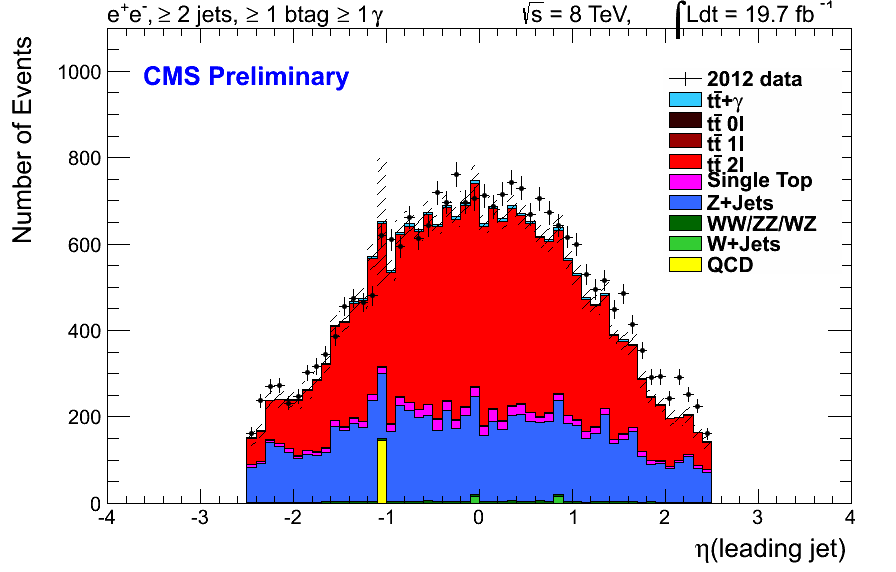 e⁺e⁻, ≥ 2 jets, ≥ 1 btag ≥ 1 γ
√s = 8 TeV, ∫Ldt = 19.7 fb⁻¹
CMS Preliminary
Number of Events
1000
800
600
400
200
0
2012 data
tt̄+γ
tt̄ 0l
tt̄ 1l
tt̄ 2l
Single Top
Z+Jets
WW/ZZ/WZ
W+Jets
QCD
-4 -3 -2 -1 0 1 2 3 4
η(leading jet)